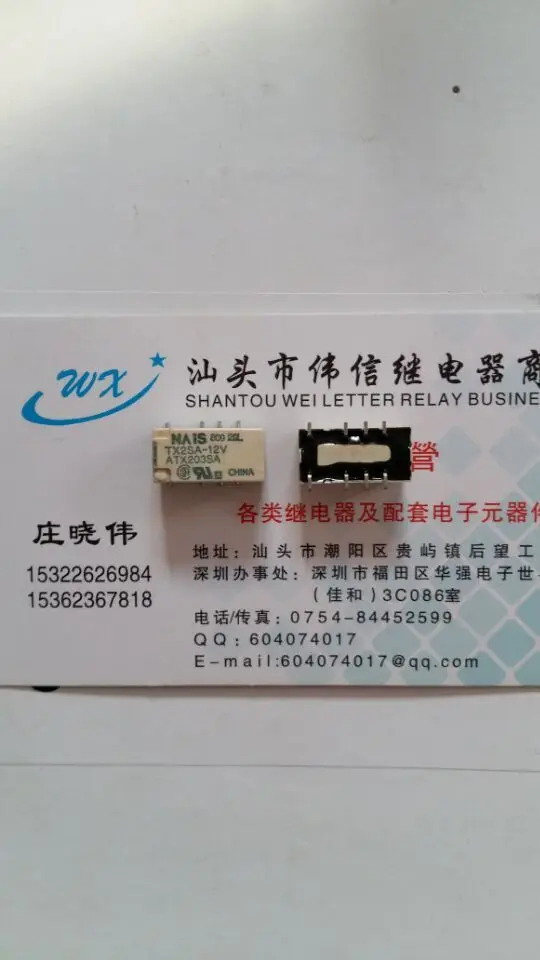 WX
汕头市伟信继电器商
SHANTOU WEI LETTER RELAY BUSINE
NAiS 809 2GL
TX2SA-12V
ATX203SA
CHINA
營
各类继电器及配套电子元器件
庄晓伟
15322626984
15362367818
地址：汕头市潮阳区贵屿镇后望工
深圳办事处：深圳市福田区华强电子世
（佳和）3C086室
电话/传真：0754-84452599
QQ：604074017
E-mail:604074017@qq.com